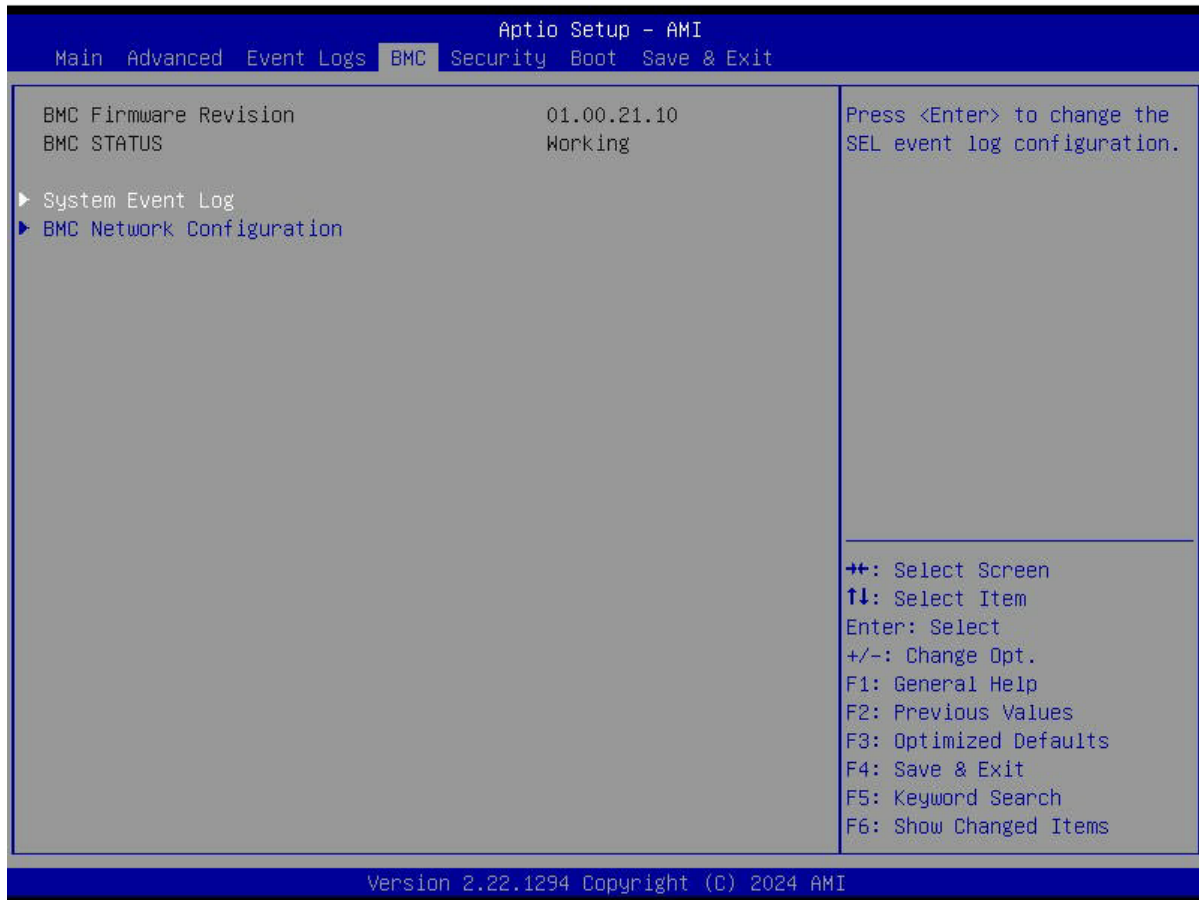 Aptio Setup – AMI
Main Advanced Event Logs BMC Security Boot Save & Exit
BMC Firmware Revision 01.00.21.10
BMC STATUS Working
System Event Log
BMC Network Configuration
Press <Enter> to change the
SEL event log configuration.
→←: Select Screen
↑↓: Select Item
Enter: Select
+/-: Change Opt.
F1: General Help
F2: Previous Values
F3: Optimized Defaults
F4: Save & Exit
F5: Keyword Search
F6: Show Changed Items
Version 2.22.1294 Copyright (C) 2024 AMI